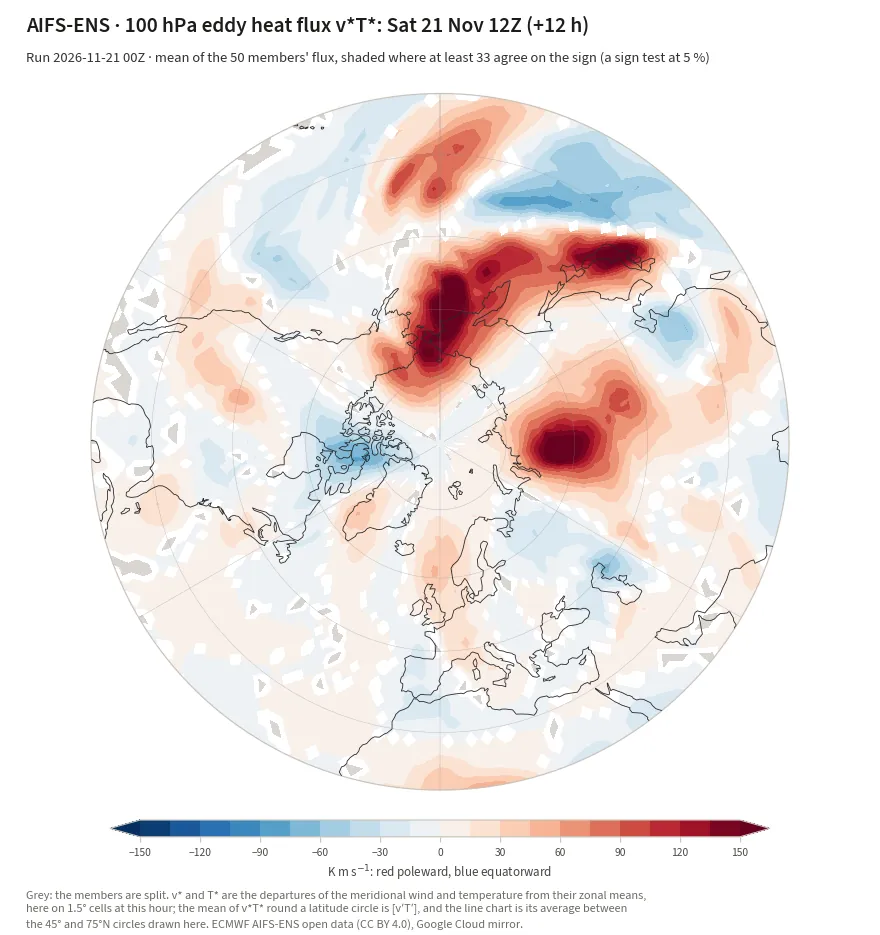 AIFS-ENS · 100 hPa eddy heat flux v*T*: Sat 21 Nov 12Z (+12 h)
Run 2026-11-21 00Z · mean of the 50 members' flux, shaded where at least 33 agree on the sign (a sign test at 5 %)
−150 −120 −90 −60 −30 0 30 60 90 120 150
K m s⁻¹: red poleward, blue equatorward
Grey: the members are split. v* and T* are the departures of the meridional wind and temperature from their zonal means,
here on 1.5° cells at this hour; the mean of v*T* round a latitude circle is [v′T′], and the line chart is its average between
the 45° and 75°N circles drawn here. ECMWF AIFS-ENS open data (CC BY 4.0), Google Cloud mirror.